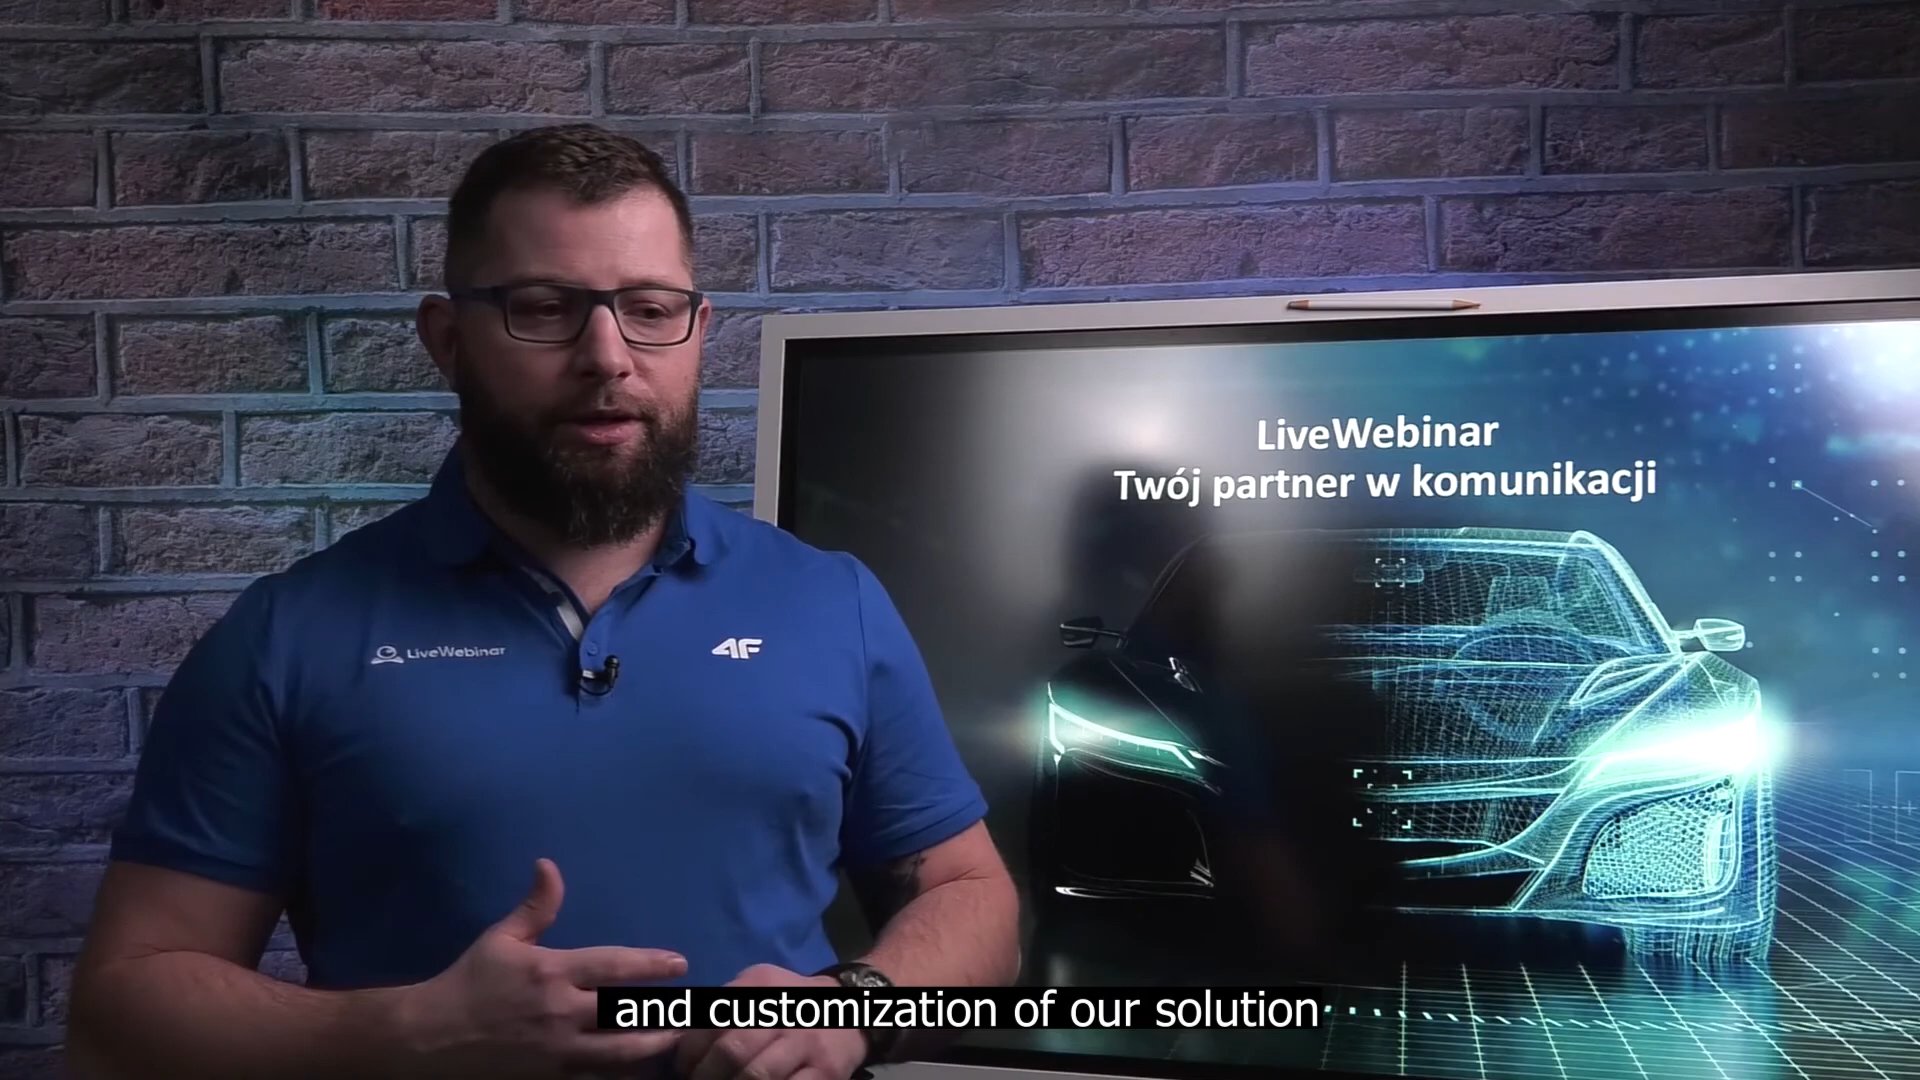 LiveWebinar
Twój partner w komunikacji
LiveWebinar
4F
and customization of our solution